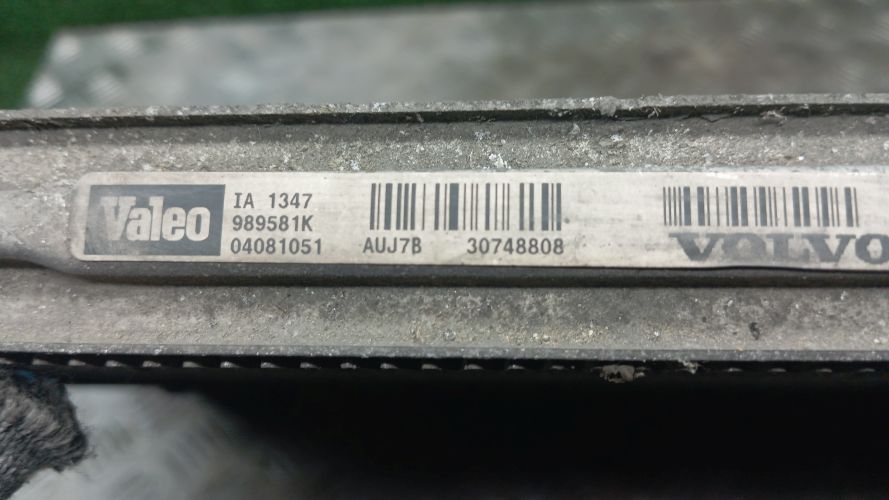 Valeo
IA 1347
989581K
04081051
AUJ7B 30748808
VOLVO